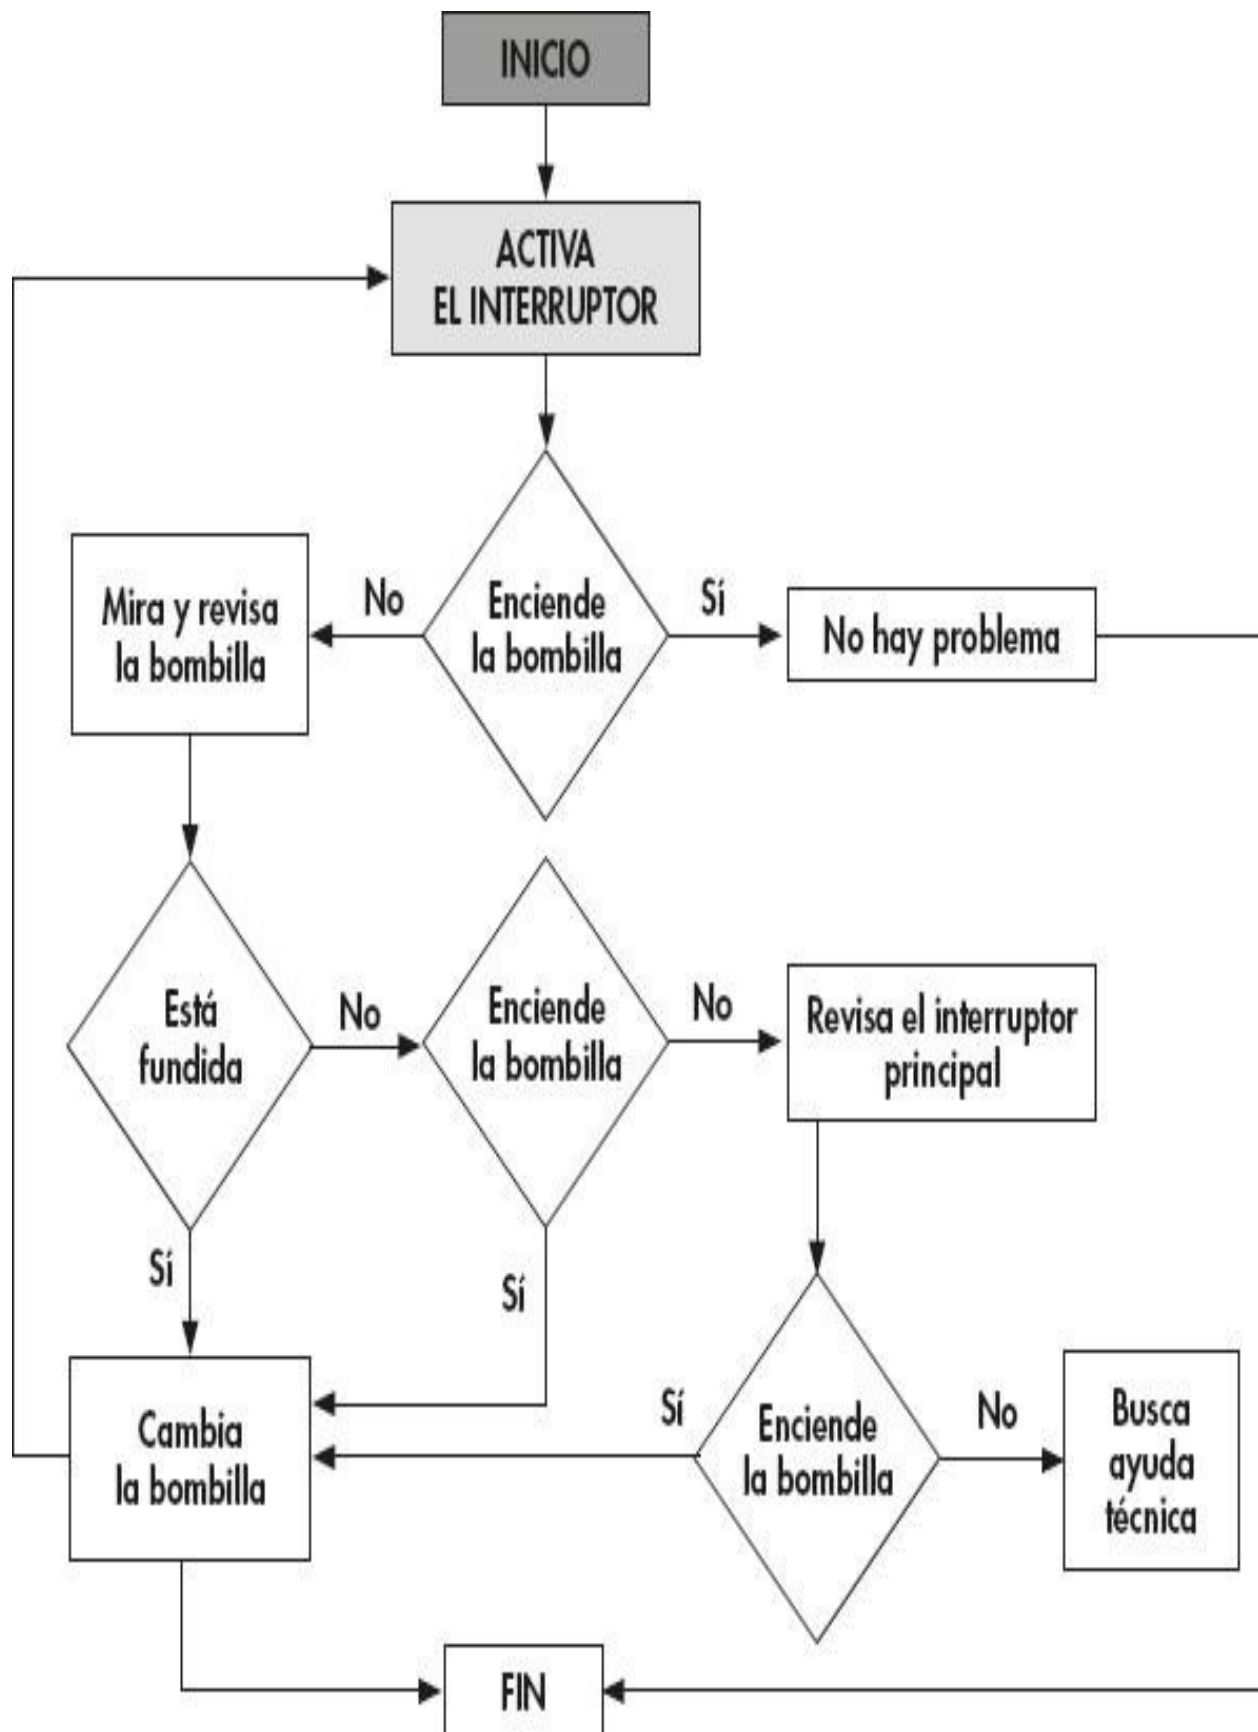 INICIO
ACTIVA
EL INTERRUPTOR
Mira y revisa
la bombilla
No
Enciende
la bombilla
Sí
No hay problema
Está
fundida
No
Enciende
la bombilla
No
Revisa el interruptor
principal
Sí
Sí
Cambia
la bombilla
Sí
Enciende
la bombilla
No
Busca
ayuda
técnica
FIN